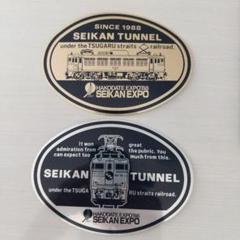 SINCE 1988
SEIKAN TUNNEL
under the TSUGARU straits railroad.
HAKODATE EXPO'88
SEIKAN EXPO
It won great
admiration from the public. You
can expect too much from this.
SEIKAN TUNNEL
under the TSUGA RU straits railroad.
HAKODATE EXPO'88
SEIKAN EXPO